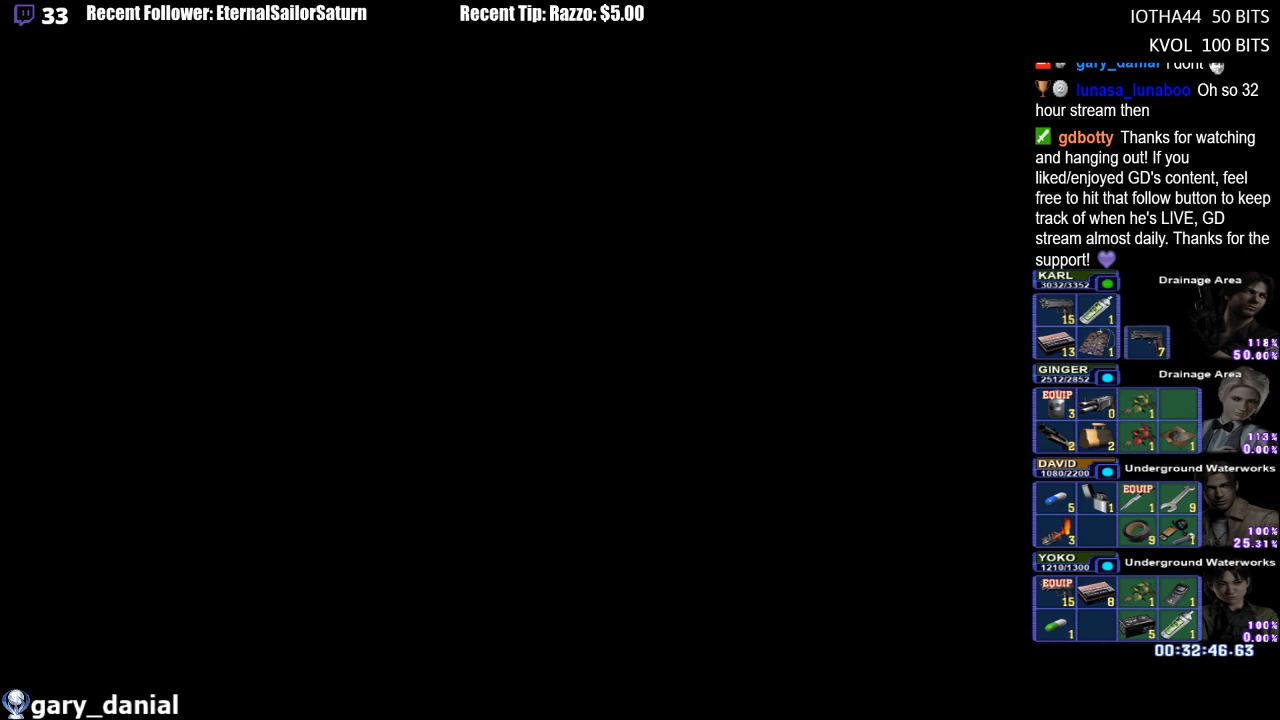 33 Recent Follower: EternalSailorSaturn Recent Tip: Razzo: $5.00
IOTHA44 50 BITS
KVOL 100 BITS
gary_danial I dont
lunasa_lunaboo Oh so 32
hour stream then
gdbotty Thanks for watching
and hanging out! If you
liked/enjoyed GD's content, feel
free to hit that follow button to keep
track of when he's LIVE, GD
stream almost daily. Thanks for the
support!
KARL
3032/3352
Drainage Area
15 1
13 1 7
118%
50.00%
GINGER
2512/2852
Drainage Area
EQUIP
3 0 1
2 2 1 1
113%
0.00%
DAVID
1080/2200
Underground Waterworks
EQUIP
5 1 1 9
3 9 1
100%
25.31%
YOKO
1210/1300
Underground Waterworks
EQUIP
15 8 1 1
1 5 1
100%
0.00%
00:32:46.63
gary_danial